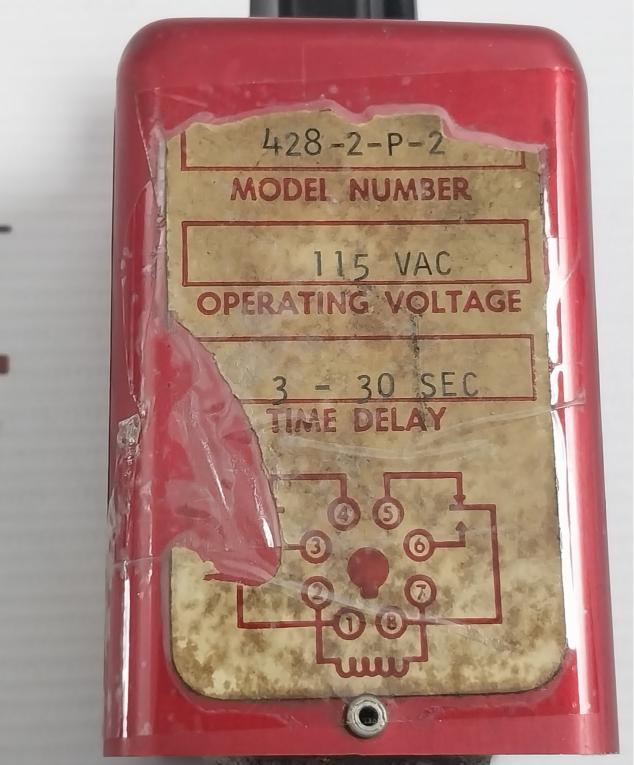 428-2-P-2
MODEL NUMBER
115 VAC
OPERATING VOLTAGE
3 - 30 SEC
TIME DELAY
4 5
3 6
2 7
1 8